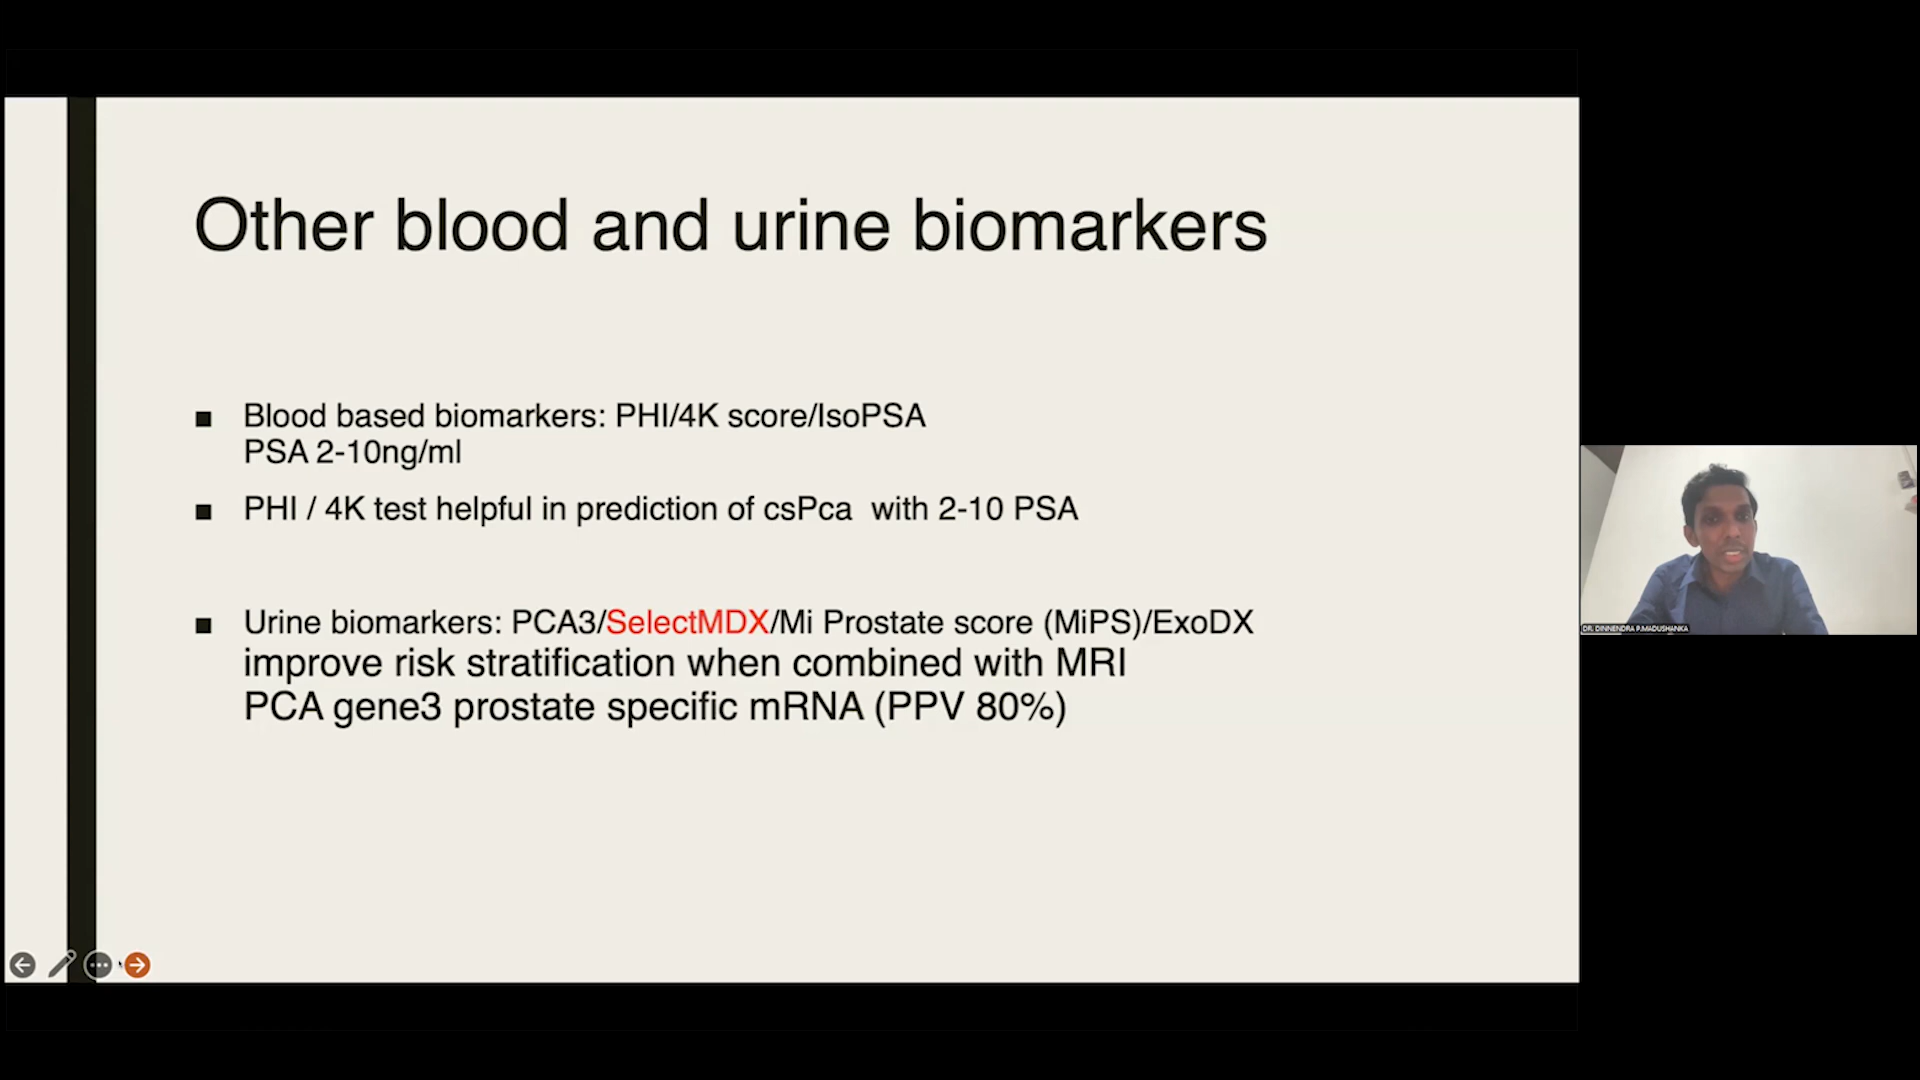 Other blood and urine biomarkers
■ Blood based biomarkers: PHI/4K score/IsoPSA
PSA 2-10ng/ml
■ PHI / 4K test helpful in prediction of csPca with 2-10 PSA
■ Urine biomarkers: PCA3/SelectMDX/Mi Prostate score (MiPS)/ExoDX
improve risk stratification when combined with MRI
PCA gene3 prostate specific mRNA (PPV 80%)
DR. DINNENDRA P.MADUSHANKA